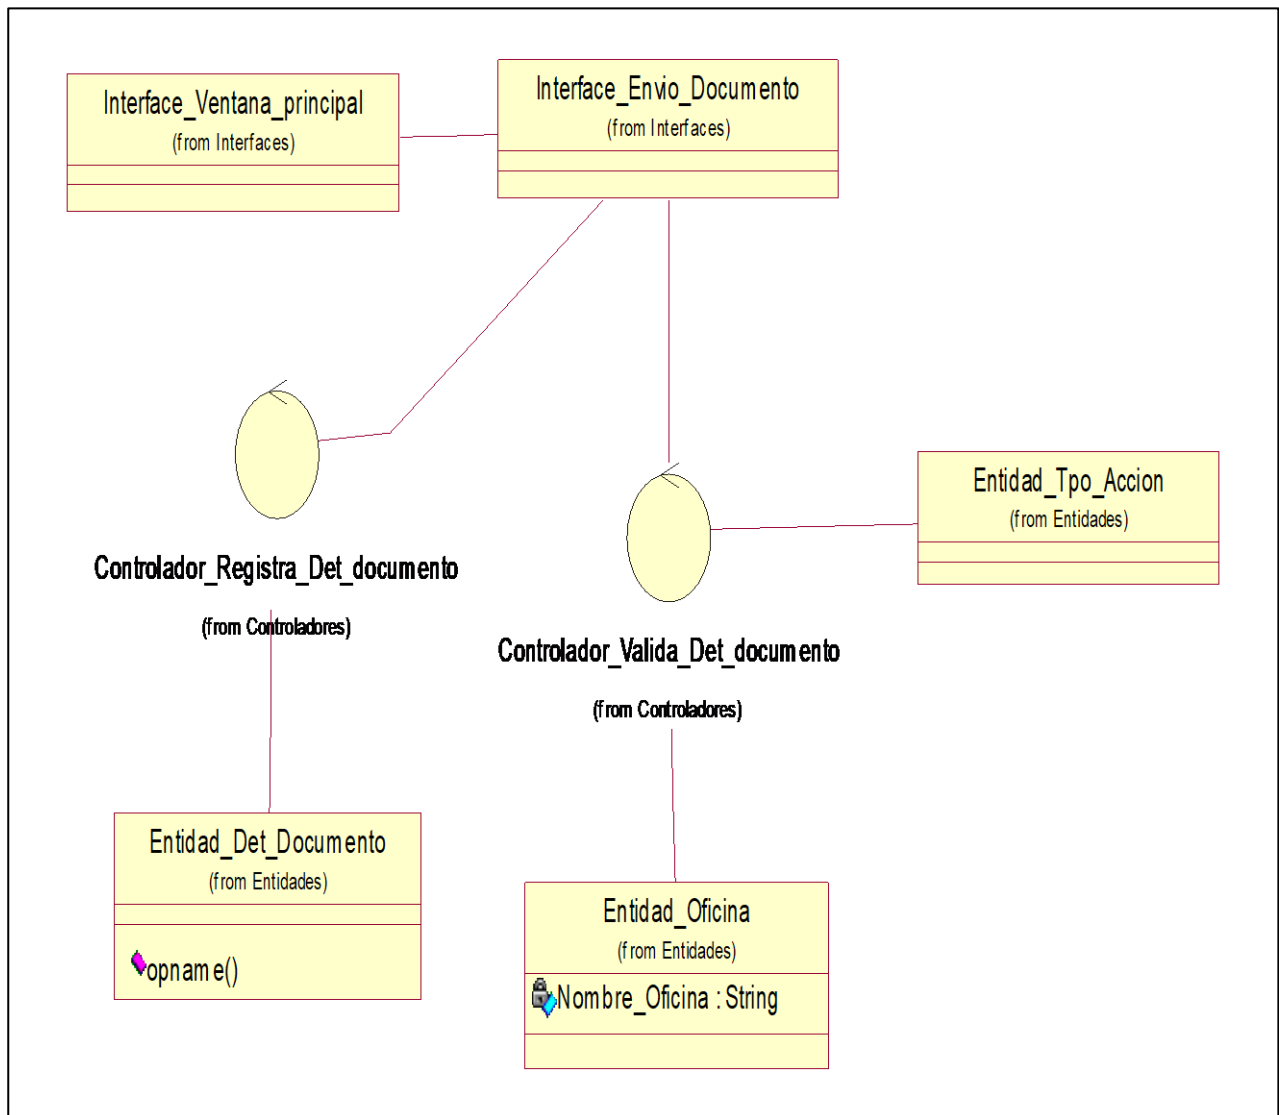 Interface_Ventana_principal
(from Interfaces)
Interface_Envio_Documento
(from Interfaces)
Controlador_Registra_Det_documento
(from Controladores)
Entidad_Tpo_Accion
(from Entidades)
Controlador_Valida_Det_documento
(from Controladores)
Entidad_Det_Documento
(from Entidades)
opname()
Entidad_Oficina
(from Entidades)
Nombre_Oficina : String